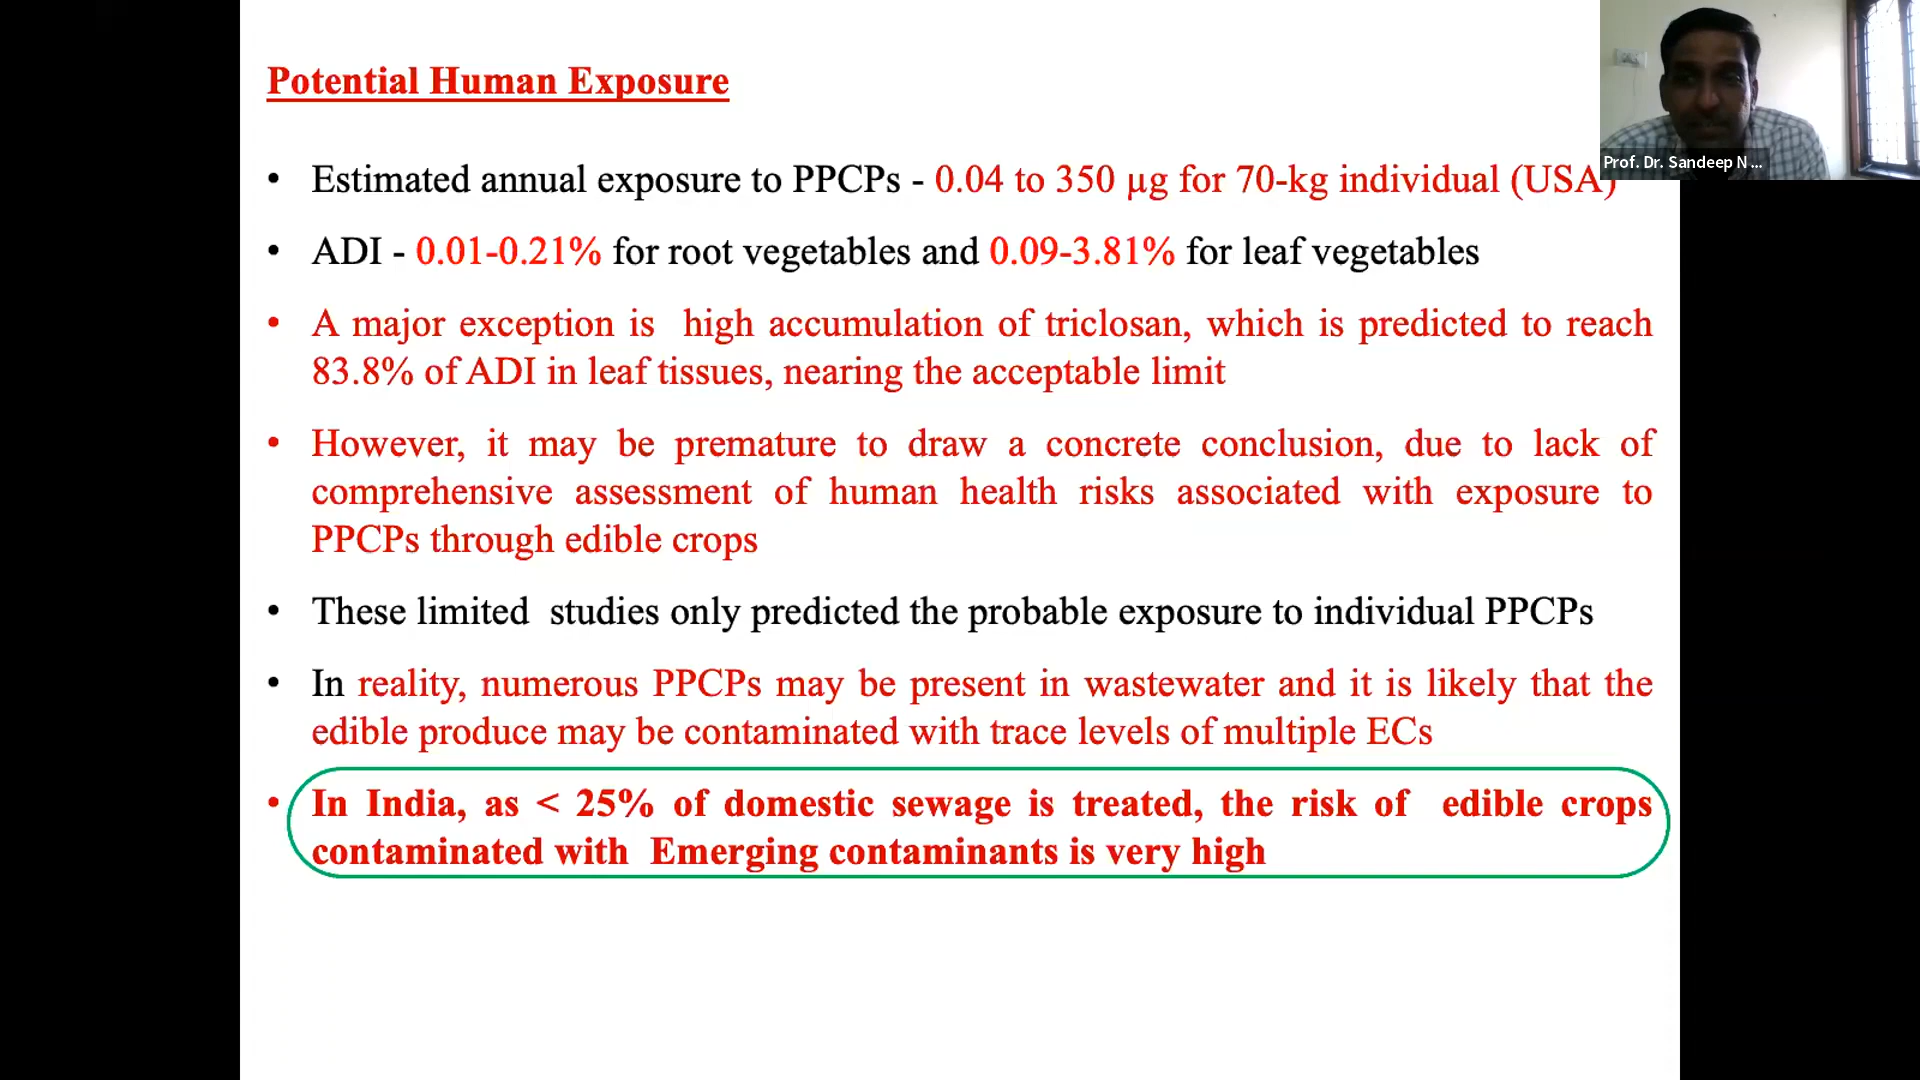 Potential Human Exposure
Prof. Dr. Sandeep N ...
• Estimated annual exposure to PPCPs - 0.04 to 350 µg for 70-kg individual (USA)
• ADI - 0.01-0.21% for root vegetables and 0.09-3.81% for leaf vegetables
• A major exception is high accumulation of triclosan, which is predicted to reach
83.8% of ADI in leaf tissues, nearing the acceptable limit
• However, it may be premature to draw a concrete conclusion, due to lack of
comprehensive assessment of human health risks associated with exposure to
PPCPs through edible crops
• These limited studies only predicted the probable exposure to individual PPCPs
• In reality, numerous PPCPs may be present in wastewater and it is likely that the
edible produce may be contaminated with trace levels of multiple ECs
• In India, as < 25% of domestic sewage is treated, the risk of edible crops
contaminated with Emerging contaminants is very high